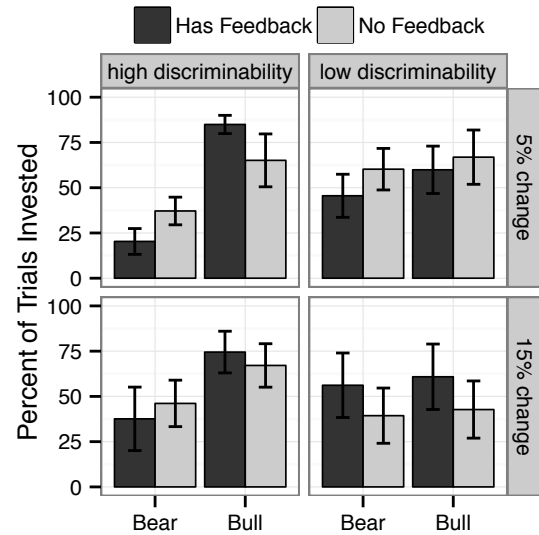 Has Feedback No Feedback
high discriminability low discriminability
Percent of Trials Invested
100
75
50
25
0
5% change
100
75
50
25
0
15% change
Bear Bull Bear Bull